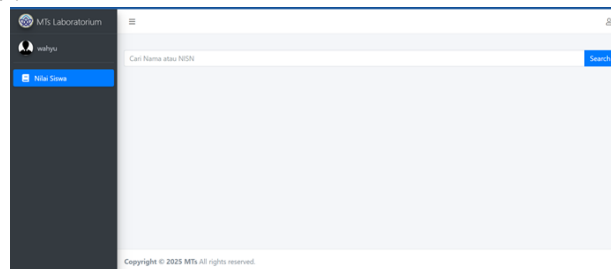 MTs Laboratorium
wahyu
Nilai Siswa
Cari Nama atau NISN
Search
Copyright © 2025 MTs All rights reserved.